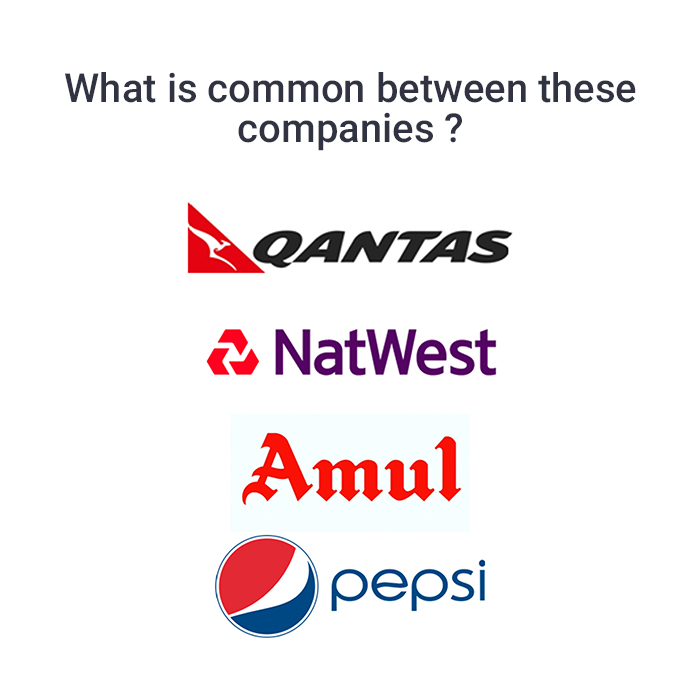 What is common between these
companies ?
QANTAS
NatWest
Amul
pepsi